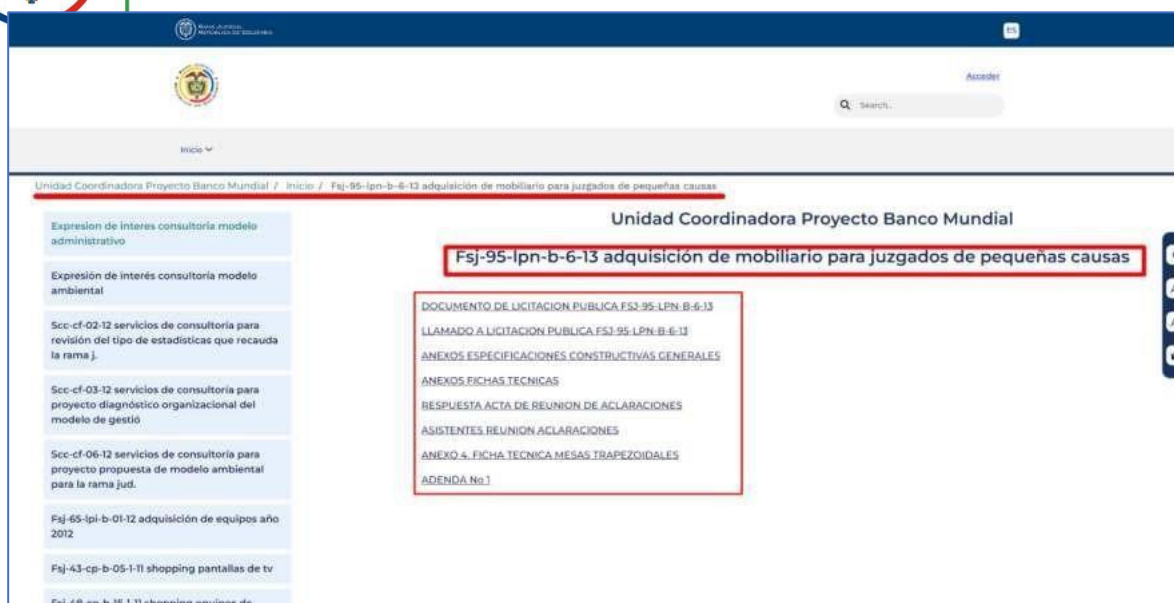 RAMA JUDICIAL
REPÚBLICA DE COLOMBIA
ES
Acceder
Search..
Inicio
Unidad Coordinadora Proyecto Banco Mundial / Inicio / Fsj-95-lpn-b-6-13 adquisición de mobiliario para juzgados de pequeñas causas
Expresion de interes consultoria modelo
administrativo
Expresión de interés consultoría modelo
ambiental
Scc-cf-02-12 servicios de consultoría para
revisión del tipo de estadísticas que recauda
la rama j.
Scc-cf-03-12 servicios de consultoría para
proyecto diagnóstico organizacional del
modelo de gestió
Scc-cf-06-12 servicios de consultoría para
proyecto propuesta de modelo ambiental
para la rama jud.
Fsj-65-lpi-b-01-12 adquisición de equipos año
2012
Fsj-43-cp-b-05-1-11 shopping pantallas de tv
Unidad Coordinadora Proyecto Banco Mundial
Fsj-95-lpn-b-6-13 adquisición de mobiliario para juzgados de pequeñas causas
DOCUMENTO DE LICITACION PUBLICA FSJ-95-LPN-B-6-13
LLAMADO A LICITACION PUBLICA FSJ-95-LPN-B-6-13
ANEXOS ESPECIFICACIONES CONSTRUCTIVAS GENERALES
ANEXOS FICHAS TECNICAS
RESPUESTA ACTA DE REUNION DE ACLARACIONES
ASISTENTES REUNION ACLARACIONES
ANEXO 4. FICHA TECNICA MESAS TRAPEZOIDALES
ADENDA No 1